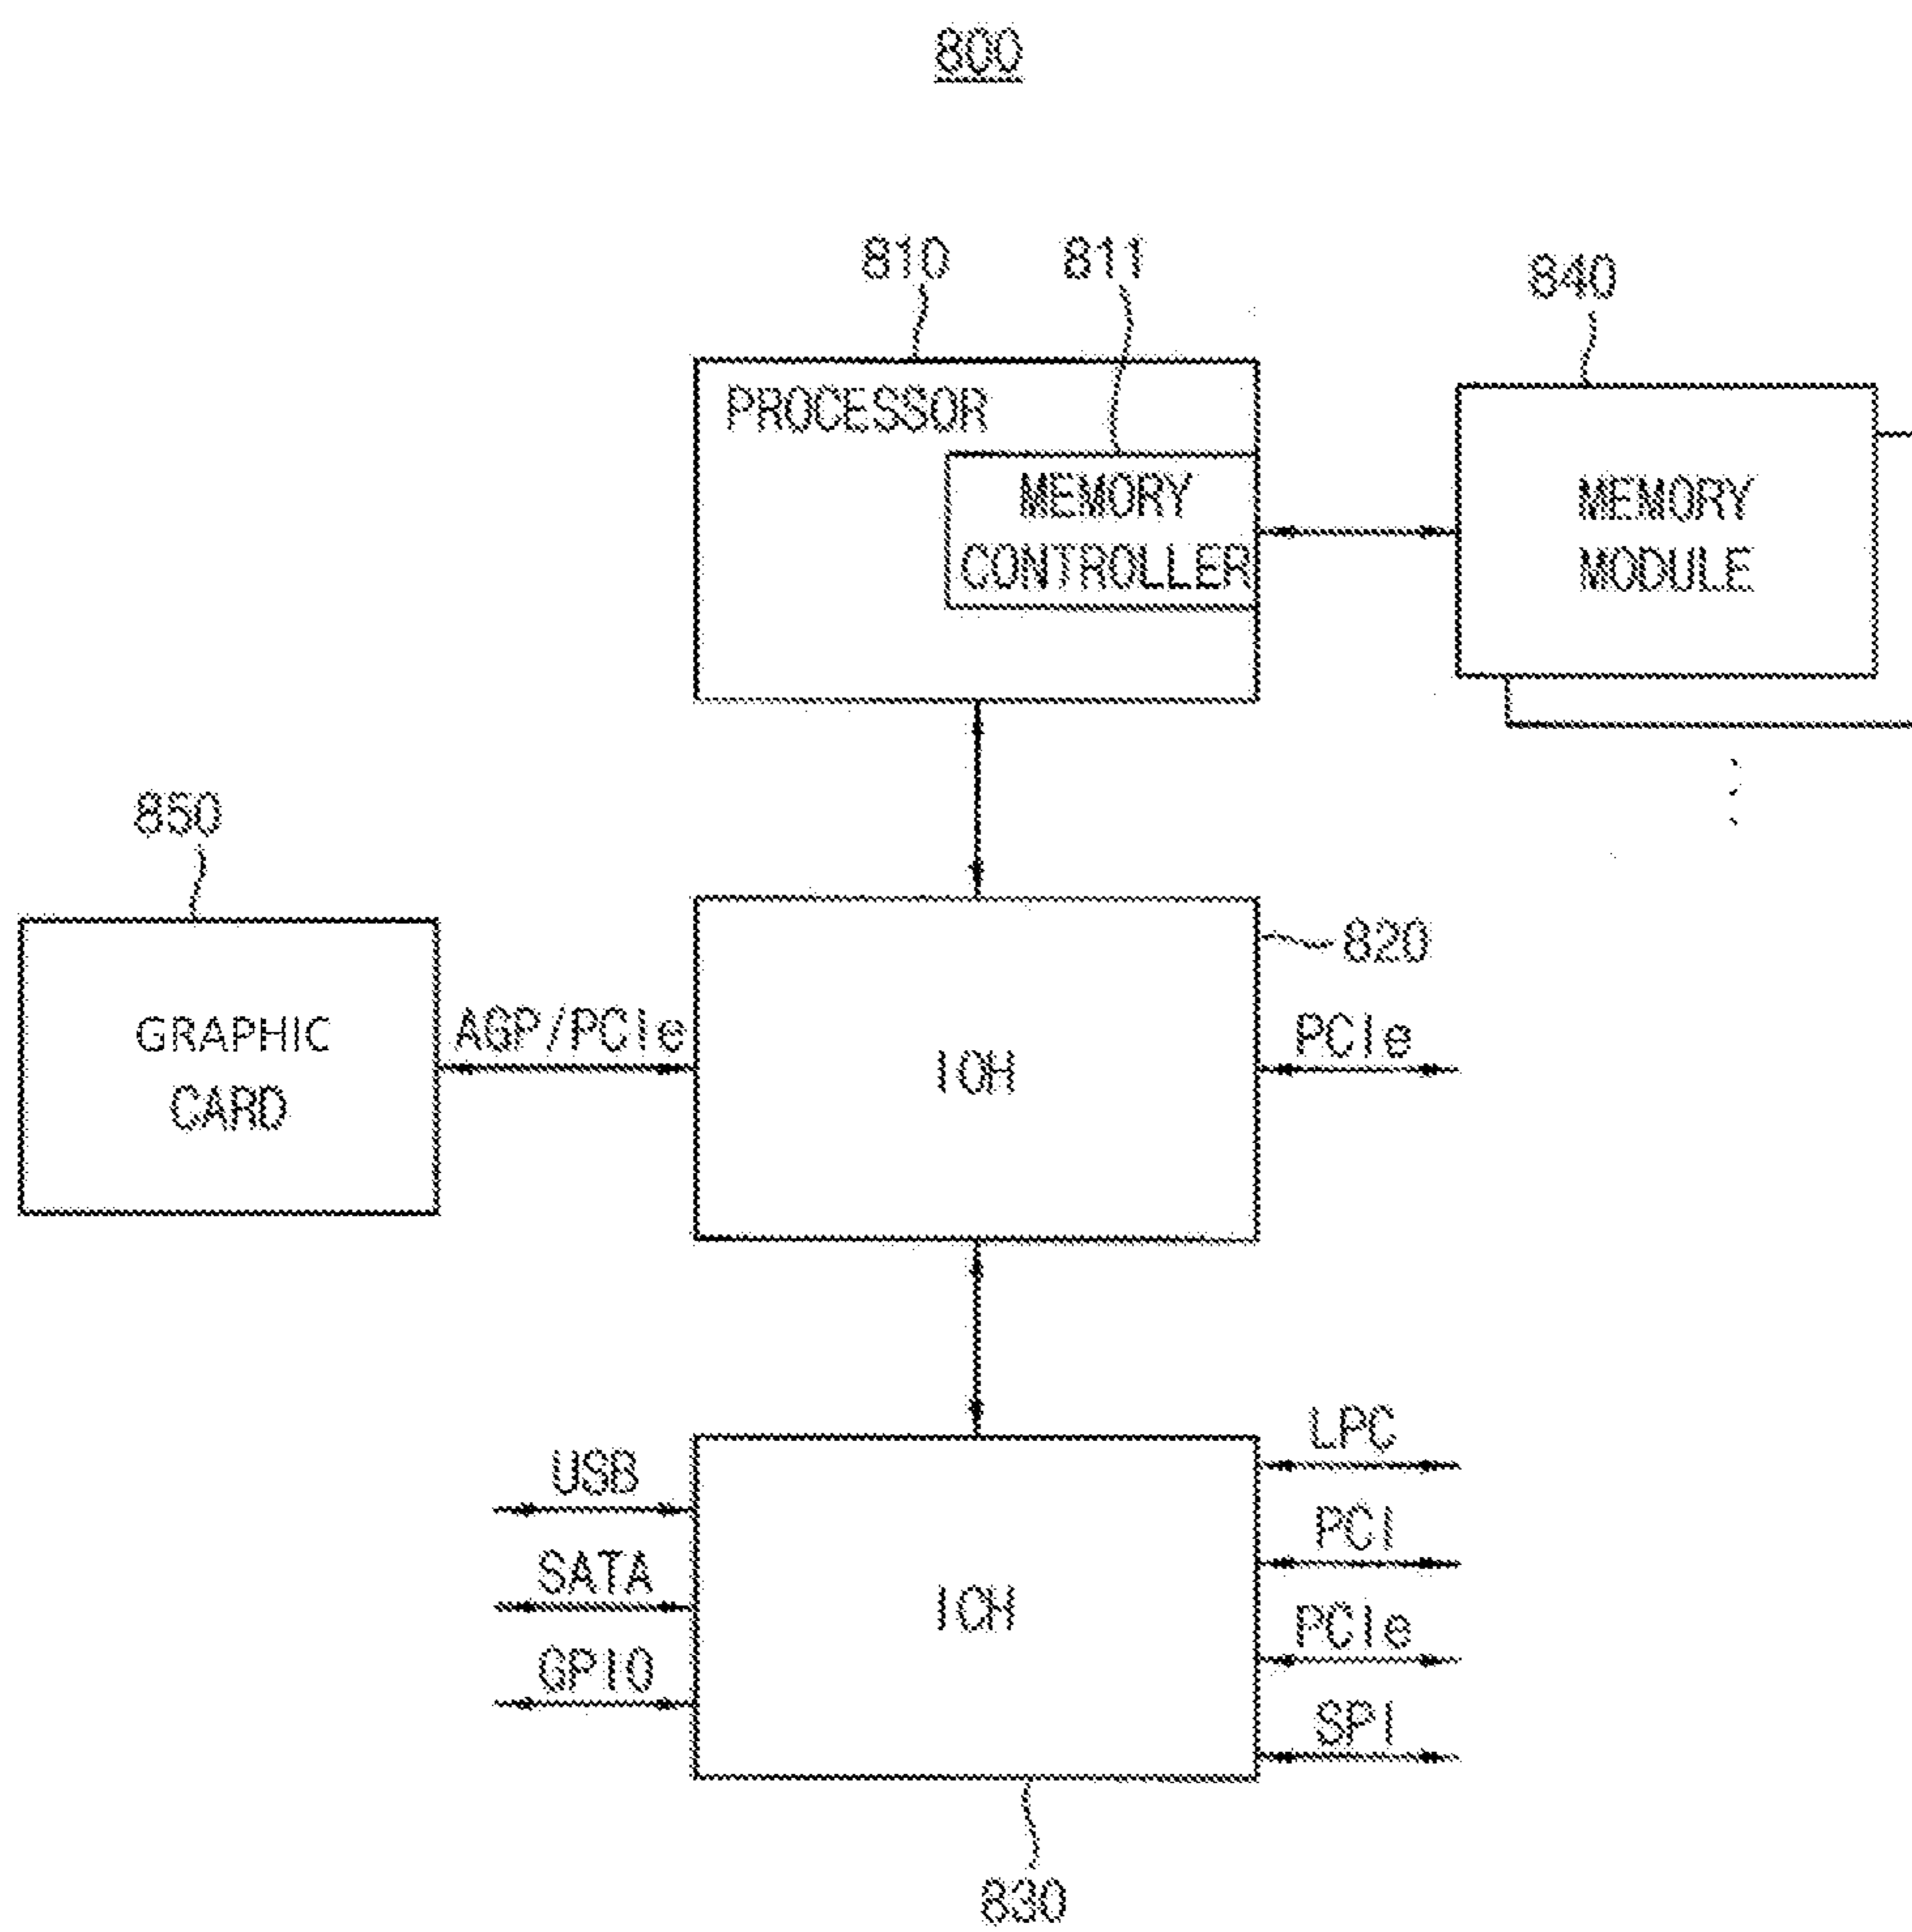 800
810
811
840
PROCESSOR
MEMORY
CONTROLLER
MEMORY
MODULE
850
820
GRAPHIC
CARD
AGP/PCIe
IOH
PCIe
USB
SATA
GPIO
ICH
LPC
PCI
PCIe
SPI
830